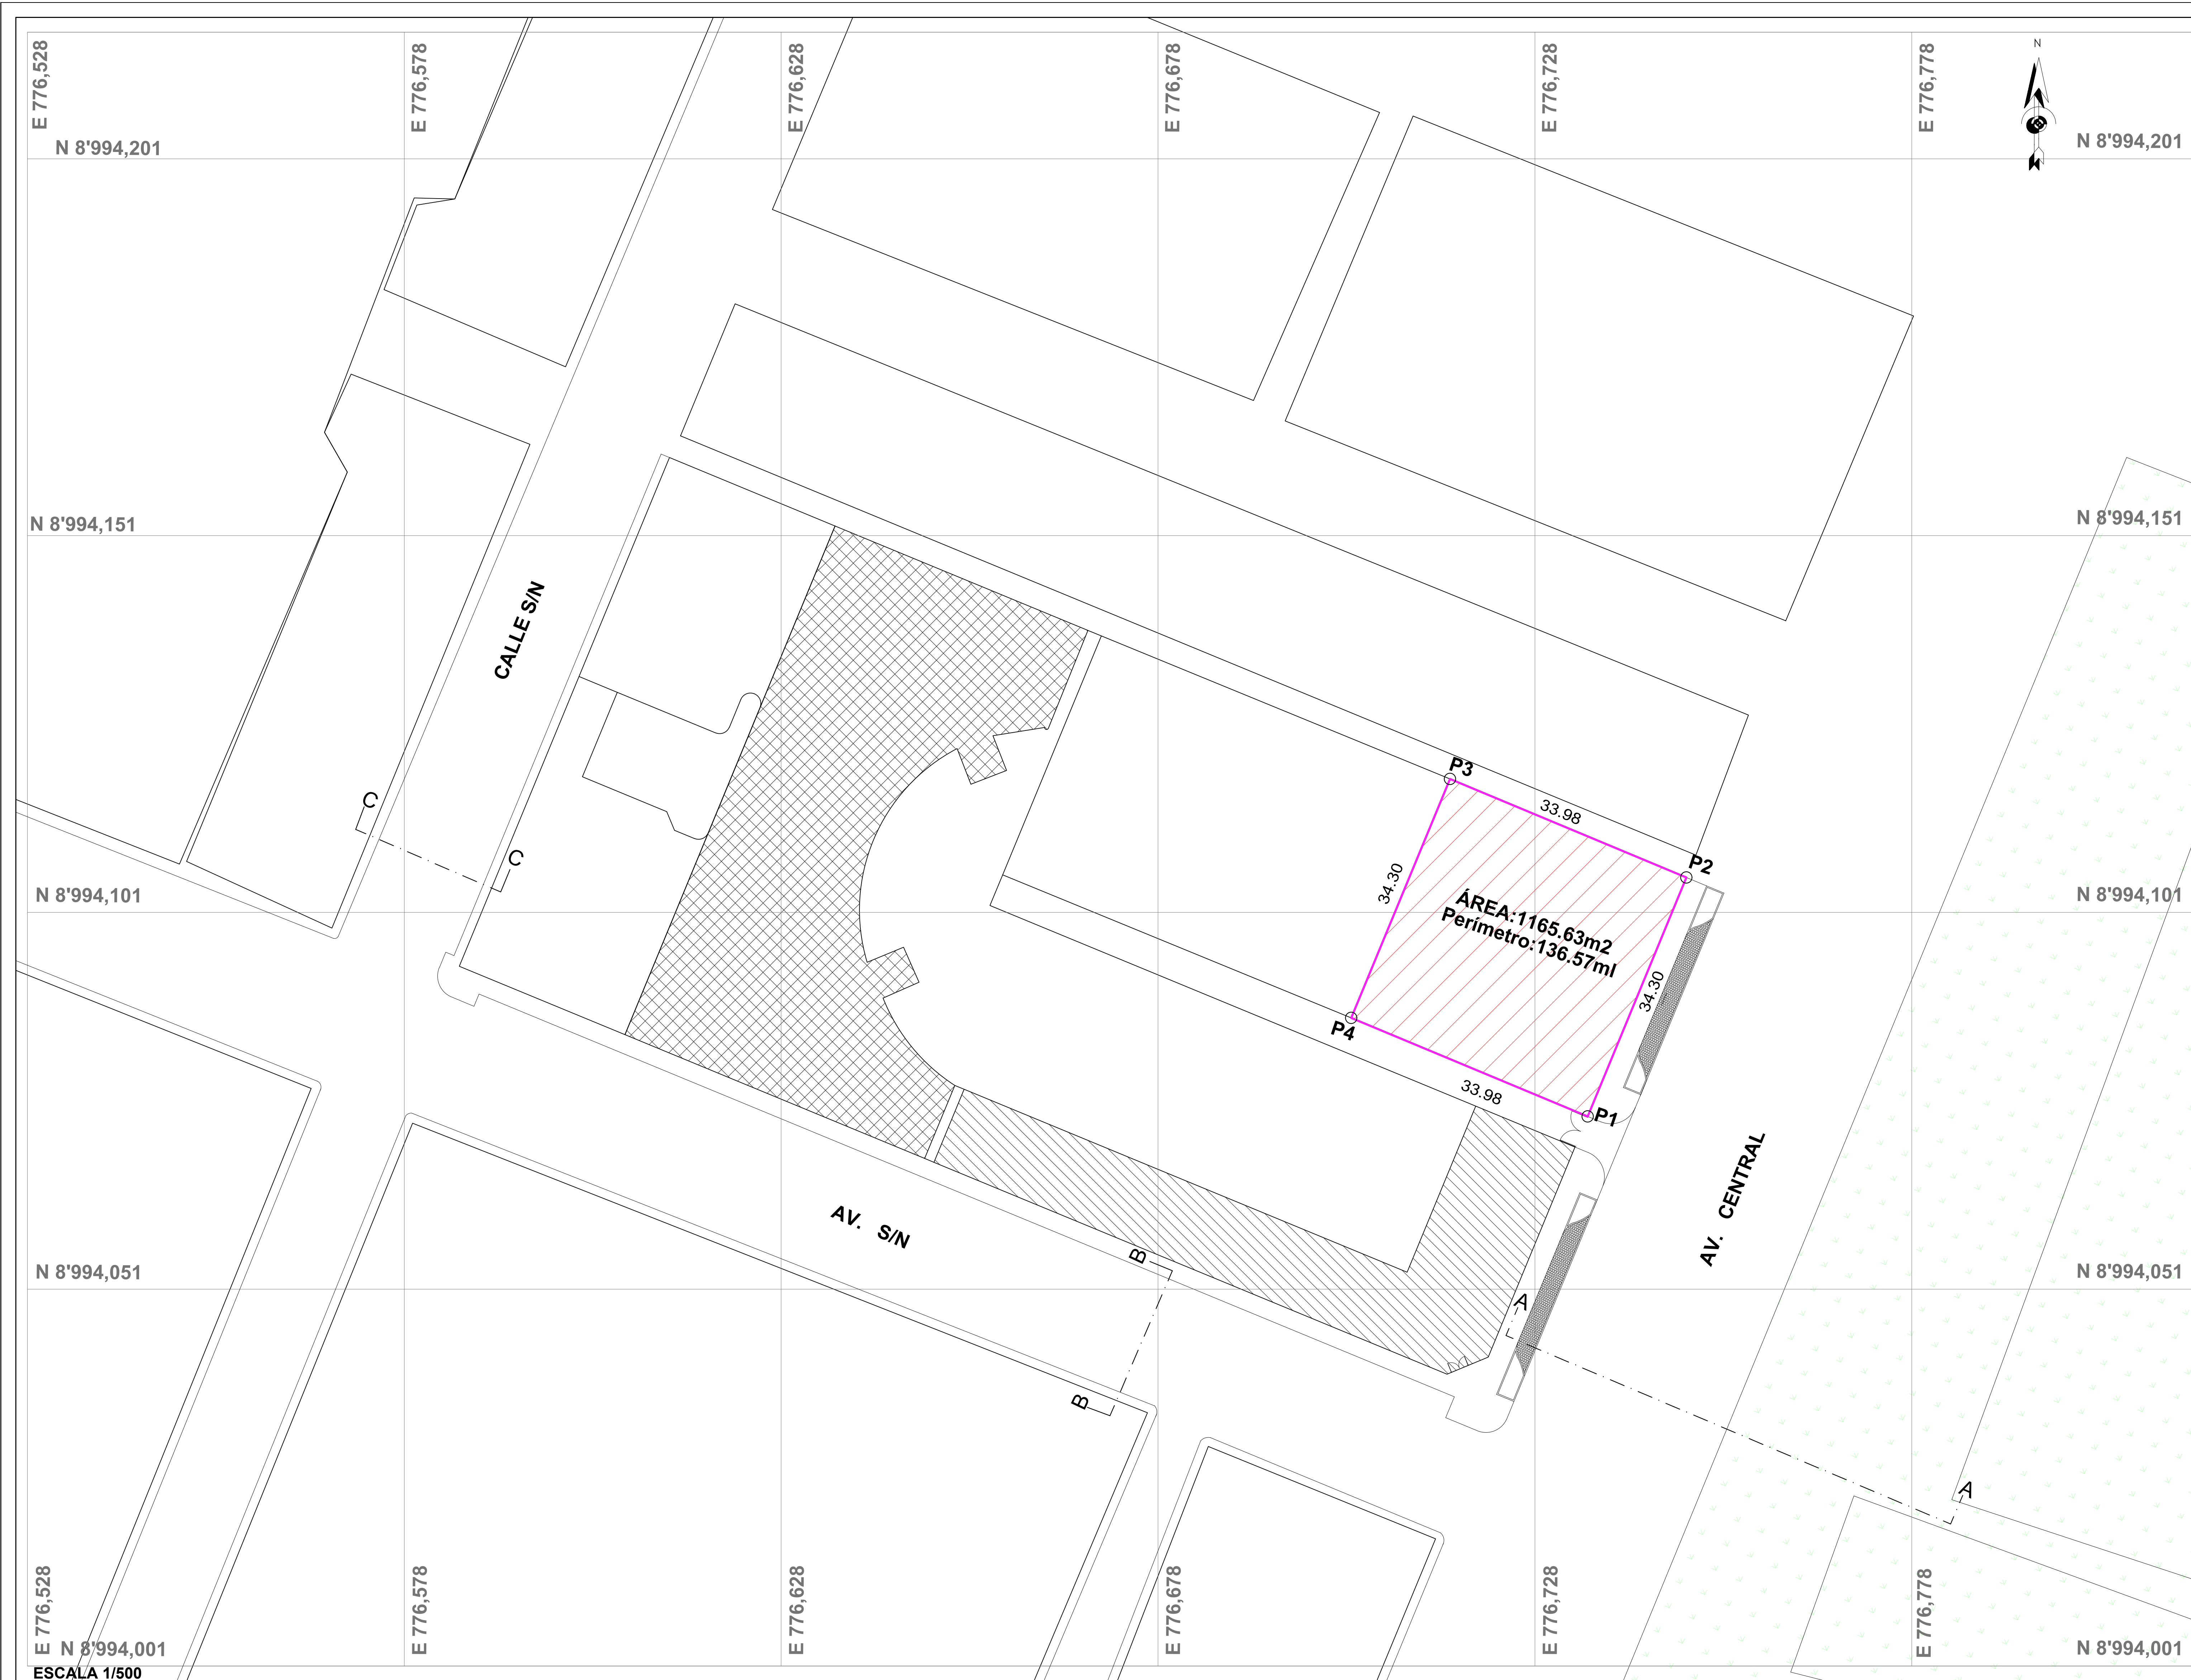 E 776,528
E 776,578
E 776,628
E 776,678
E 776,728
E 776,778
N
N 8'994,201
N 8'994,201
N 8'994,151
N 8'994,151
CALLE S/N
C
C
P3
33.98
P2
34.30
ÁREA:1165.63m2
Perímetro:136.57ml
34.30
N 8'994,101
N 8'994,101
P4
33.98
P1
AV. CENTRAL
AV. S/N
B
B
N 8'994,051
N 8'994,051
A
A
E 776,528
E 776,578
E 776,628
E 776,678
E 776,728
E 776,778
N 8'994,001
N 8'994,001
ESCALA 1/500